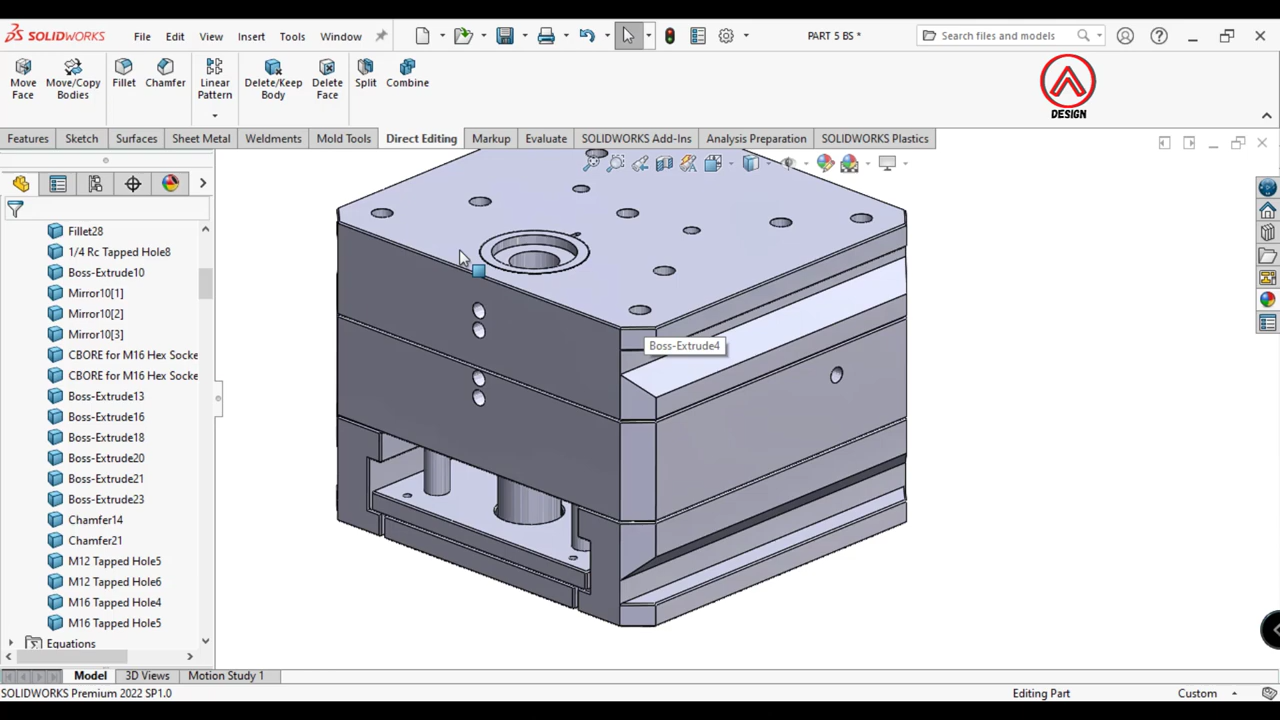 SOLIDWORKS File Edit View Insert Tools Window PART 5 BS * Search files and models
Move Face
Move/Copy Bodies
Fillet
Chamfer
Linear Pattern
Delete/Keep Body
Delete Face
Split
Combine
DESIGN
Features Sketch Surfaces Sheet Metal Weldments Mold Tools Direct Editing Markup Evaluate SOLIDWORKS Add-Ins Analysis Preparation SOLIDWORKS Plastics
Fillet28
1/4 Rc Tapped Hole8
Boss-Extrude10
Mirror10[1]
Mirror10[2]
Mirror10[3]
CBORE for M16 Hex Socke
CBORE for M16 Hex Socke
Boss-Extrude13
Boss-Extrude16
Boss-Extrude18
Boss-Extrude20
Boss-Extrude21
Boss-Extrude23
Chamfer14
Chamfer21
M12 Tapped Hole5
M12 Tapped Hole6
M16 Tapped Hole4
M16 Tapped Hole5
Equations
Boss-Extrude4
Model 3D Views Motion Study 1
SOLIDWORKS Premium 2022 SP1.0 Editing Part Custom